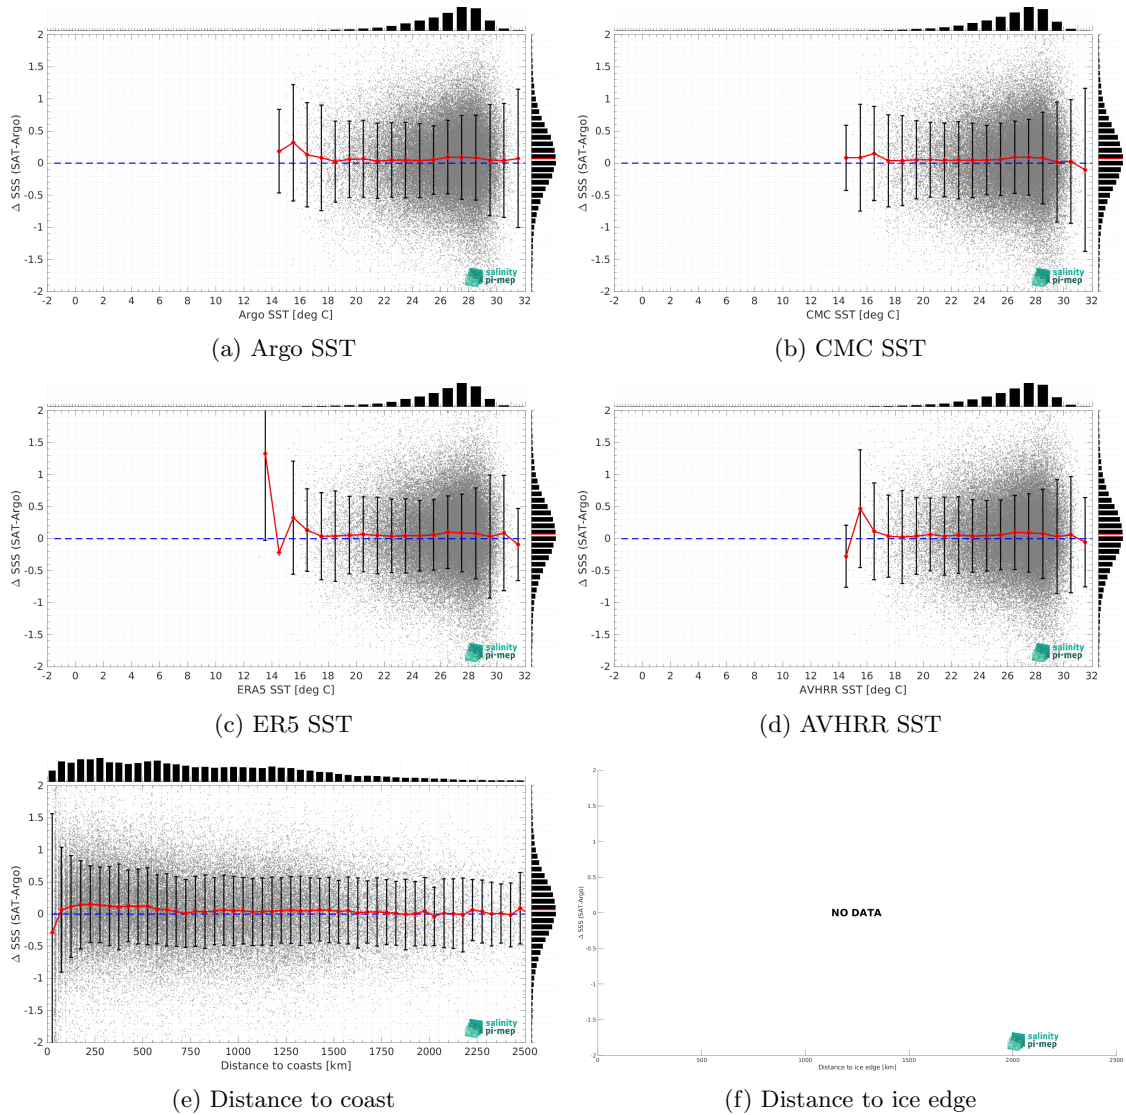 2
1.5
1
0.5
0
-0.5
-1
-1.5
-2
Δ SSS (SAT-Argo)
salinity
pi-mep
-2 0 2 4 6 8 10 12 14 16 18 20 22 24 26 28 30 32
Argo SST [deg C]
(a) Argo SST
2
1.5
1
0.5
0
-0.5
-1
-1.5
-2
Δ SSS (SAT-Argo)
salinity
pi-mep
-2 0 2 4 6 8 10 12 14 16 18 20 22 24 26 28 30 32
CMC SST [deg C]
(b) CMC SST
2
1.5
1
0.5
0
-0.5
-1
-1.5
-2
Δ SSS (SAT-Argo)
salinity
pi-mep
-2 0 2 4 6 8 10 12 14 16 18 20 22 24 26 28 30 32
ERA5 SST [deg C]
(c) ER5 SST
2
1.5
1
0.5
0
-0.5
-1
-1.5
-2
Δ SSS (SAT-Argo)
salinity
pi-mep
-2 0 2 4 6 8 10 12 14 16 18 20 22 24 26 28 30 32
AVHRR SST [deg C]
(d) AVHRR SST
2
1.5
1
0.5
0
-0.5
-1
-1.5
-2
Δ SSS (SAT-Argo)
salinity
pi-mep
0 250 500 750 1000 1250 1500 1750 2000 2250 2500
Distance to coasts [km]
(e) Distance to coast
2
1.5
1
0.5
0
-0.5
-1
-1.5
-2
Δ SSS (SAT-Argo)
NO DATA
salinity
pi-mep
0 500 1000 1500 2000 2500
Distance to ice edge [km]
(f) Distance to ice edge